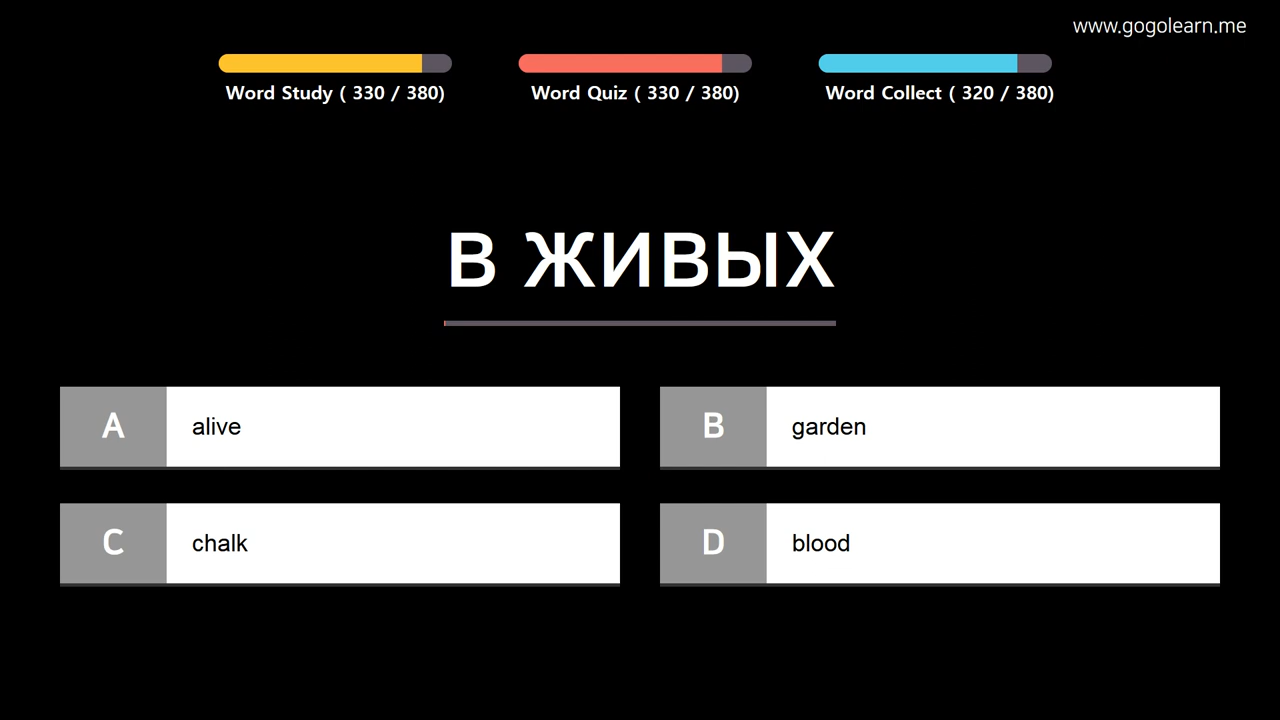 www.gogolearn.me
Word Study ( 330 / 380)
Word Quiz ( 330 / 380)
Word Collect ( 320 / 380)
В ЖИВЫХ
A alive
B garden
C chalk
D blood